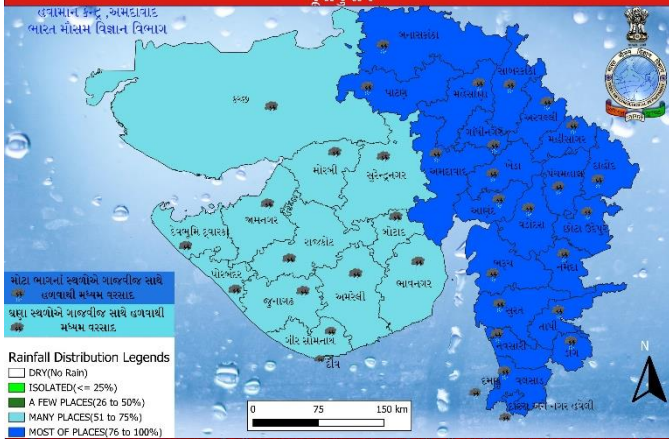 હવામાન કેન્દ્ર ,અમદાવાદ
ભારત મૌસમ વિજ્ઞાન વિભાગ
બનાસકાંઠા
પાટણ
મહેસાણા
સાબરકાંઠા
અરવલ્લી
ગાંધીનગર
મહીસાગર
કચ્છ
મોરબી
સુરેન્દ્રનગર
અમદાવાદ
ખેડા
પંચમહાલ
દાહોદ
જામનગર
આણંદ
વડોદરા
છોટા ઉદેપુર
દેવભૂમિ દ્વારકા
રાજકોટ
બોટાદ
પોરબંદર
ભાવનગર
ભરૂચ
નર્મદા
જુનાગઢ
અમરેલી
સુરત
તાપી
ગીર સોમનાથ
નવસારી
ડાંગ
દીવ
દમણ
વલસાડ
દાદરા અને નગર હવેલી
મોટા ભાગનાં સ્થળોએ ગાજવીજ સાથે
હળવાથી મધ્યમ વરસાદ
ઘણા સ્થળોએ ગાજવીજ સાથે હળવાથી
મધ્યમ વરસાદ
Rainfall Distribution Legends
DRY(No Rain)
ISOLATED(<= 25%)
A FEW PLACES(26 to 50%)
MANY PLACES(51 to 75%)
MOST OF PLACES(76 to 100%)
0 75 150 km
N